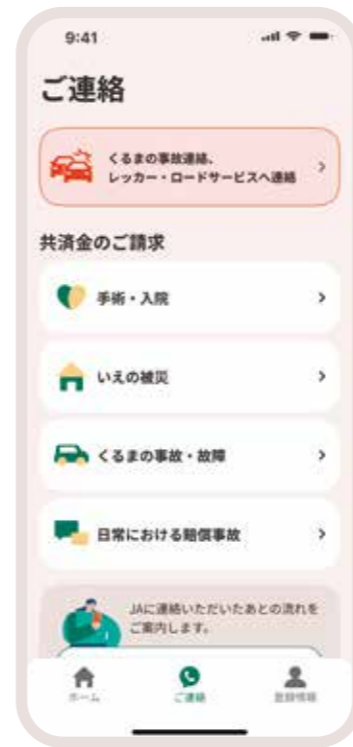 9:41
ご連絡
くるまの事故連絡、
レッカー・ロードサービスへ連絡
共済金のご請求
手術・入院
いえの被災
くるまの事故・故障
日常における賠償事故
JAに連絡いただいたあとの流れを
ご案内します。
ホーム
ご連絡
登録情報